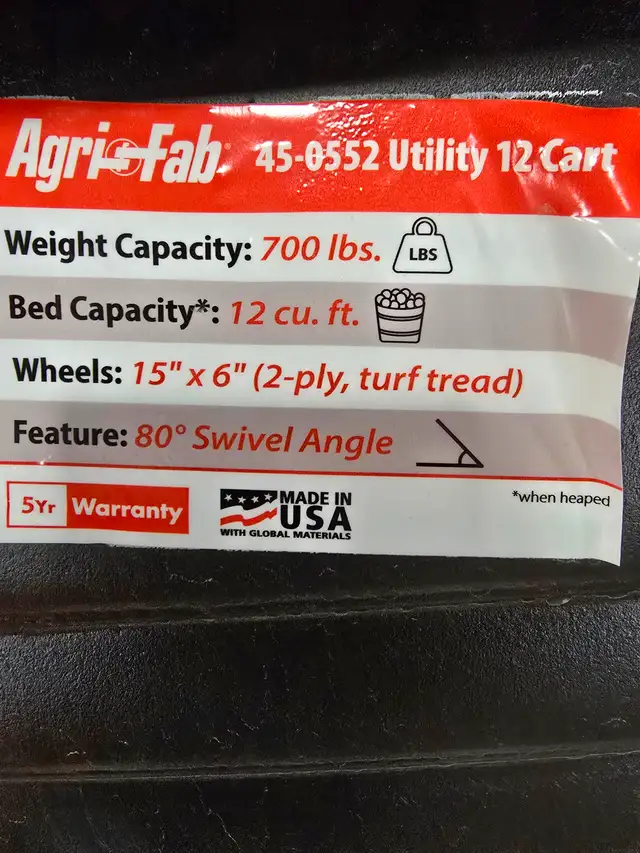 Agri-Fab® 45-0552 Utility 12 Cart
Weight Capacity: 700 lbs. LBS
Bed Capacity*: 12 cu. ft.
Wheels: 15" x 6" (2-ply, turf tread)
Feature: 80° Swivel Angle
*when heaped
5Yr Warranty
MADE IN
USA
WITH GLOBAL MATERIALS